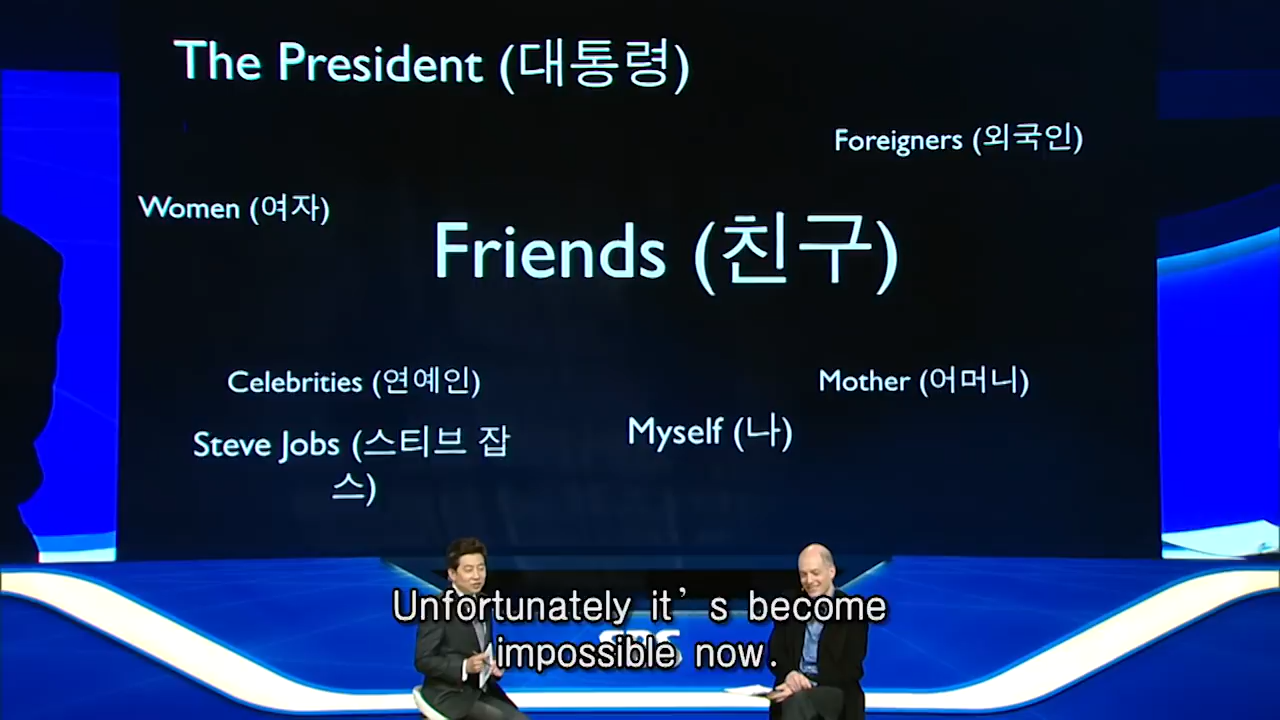 The President (대통령)
Foreigners (외국인)
Women (여자)
Friends (친구)
Celebrities (연예인)
Mother (어머니)
Steve Jobs (스티브 잡
스)
Myself (나)
SBS
Unfortunately it's become
impossible now.